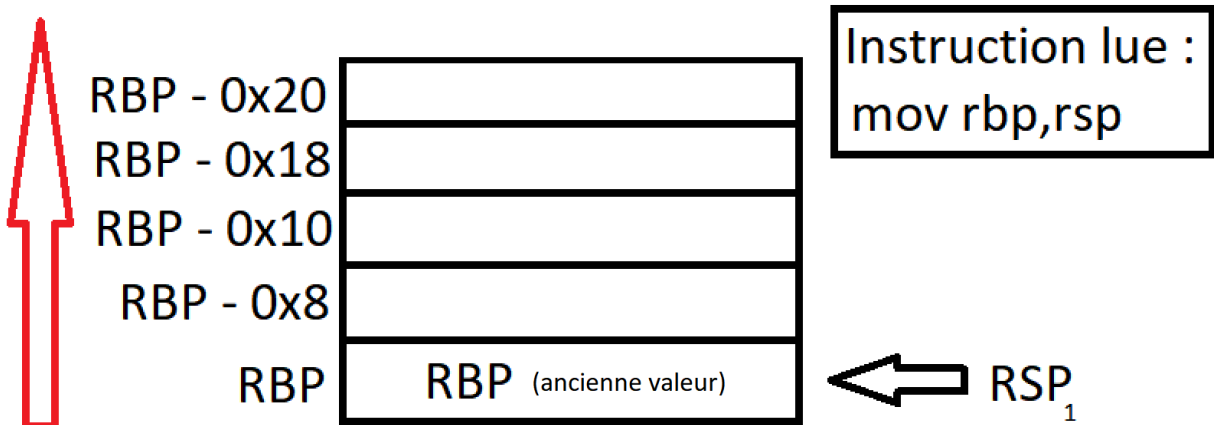 Instruction lue :
mov rbp,rsp
RBP - 0x20
RBP - 0x18
RBP - 0x10
RBP - 0x8
RBP
RBP (ancienne valeur)
RSP1